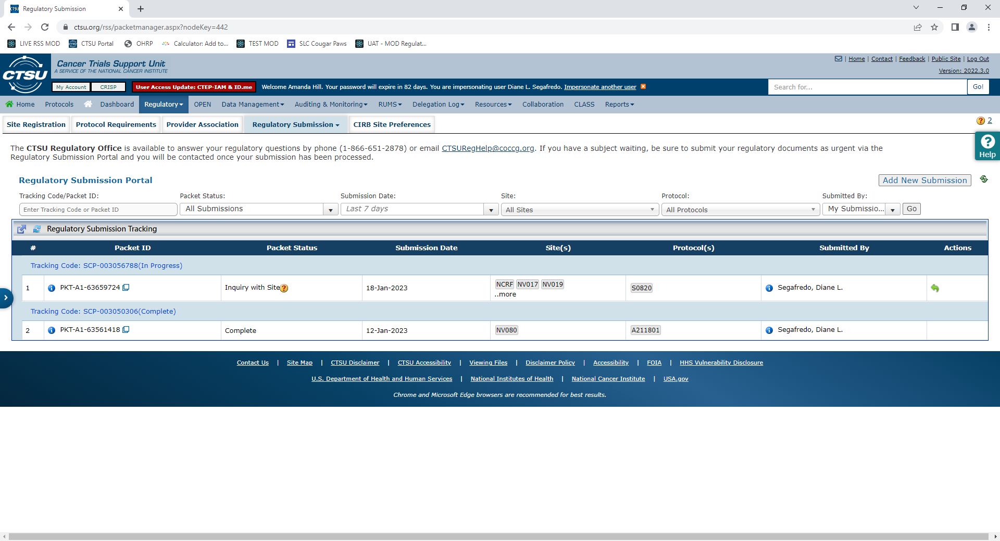 Regulatory Submission
ctsu.org/rss/packetmanager.aspx?nodeKey=442
LIVE RSS MOD CTSU Portal OHRP Calculator: Add to... TEST MOD SLC Cougar Paws UAT - MOD Regulat...
CTSU
Cancer Trials Support Unit
A SERVICE OF THE NATIONAL CANCER INSTITUTE
| Home | Contact | Feedback | Public Site | Log Out
Version: 2022.3.0
My Account CRISP User Access Update: CTEP-IAM & ID.me Welcome Amanda Hill. Your password will expire in 82 days. You are impersonating user Diane L. Segafredo. Impersonate another user Search for... Go!
Home Protocols Dashboard Regulatory OPEN Data Management Auditing & Monitoring RUMS Delegation Log Resources Collaboration CLASS Reports
Site Registration Protocol Requirements Provider Association Regulatory Submission CIRB Site Preferences
? 2
? Help
The CTSU Regulatory Office is available to answer your regulatory questions by phone (1-866-651-2878) or email CTSURegHelp@coccg.org. If you have a subject waiting, be sure to submit your regulatory documents as urgent via the
Regulatory Submission Portal and you will be contacted once your submission has been processed.
Regulatory Submission Portal Add New Submission
Tracking Code/Packet ID: Packet Status: Submission Date: Site: Protocol: Submitted By:
Enter Tracking Code or Packet ID All Submissions Last 7 days All Sites All Protocols My Submissio... Go
Regulatory Submission Tracking
# Packet ID Packet Status Submission Date Site(s) Protocol(s) Submitted By Actions
Tracking Code: SCP-003056788(In Progress)
1 PKT-A1-63659724 Inquiry with Site 18-Jan-2023 NCRF NV017 NV019 S0820 Segafredo, Diane L.
..more
Tracking Code: SCP-003050306(Complete)
2 PKT-A1-63561418 Complete 12-Jan-2023 NV080 A211801 Segafredo, Diane L.
Contact Us | Site Map | CTSU Disclaimer | CTSU Accessibility | Viewing Files | Disclaimer Policy | Accessibility | FOIA | HHS Vulnerability Disclosure
U.S. Department of Health and Human Services | National Institutes of Health | National Cancer Institute | USA.gov
Chrome and Microsoft Edge browsers are recommended for best results.